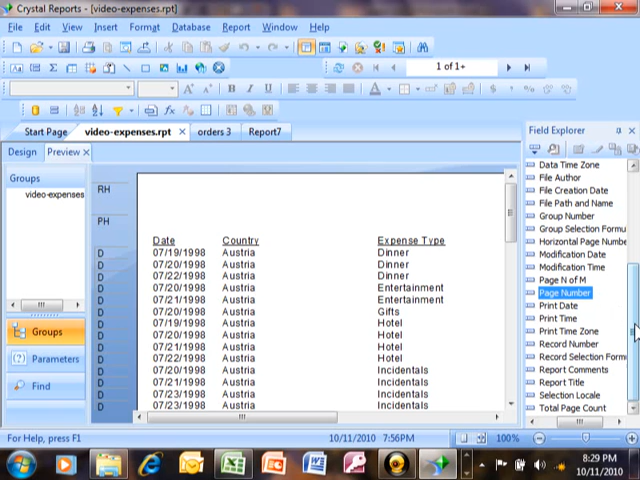 Crystal Reports - [video-expenses.rpt]
File Edit View Insert Format Database Report Window Help
1 of 1+
Start Page video-expenses.rpt orders 3 Report7
Design Preview
Groups
video-expenses
Groups
Parameters
Find
RH
PH
D
D
D
D
D
D
D
D
D
D
D
D
D
D
Date Country Expense Type
07/19/1998 Austria Dinner
07/20/1998 Austria Dinner
07/22/1998 Austria Dinner
07/20/1998 Austria Entertainment
07/21/1998 Austria Entertainment
07/20/1998 Austria Gifts
07/19/1998 Austria Hotel
07/20/1998 Austria Hotel
07/21/1998 Austria Hotel
07/22/1998 Austria Hotel
07/20/1998 Austria Incidentals
07/21/1998 Austria Incidentals
07/23/1998 Austria Incidentals
07/23/1998 Austria Incidentals
Field Explorer
Data Time Zone
File Author
File Creation Date
File Path and Name
Group Number
Group Selection Formu
Horizontal Page Numbe
Modification Date
Modification Time
Page N of M
Page Number
Print Date
Print Time
Print Time Zone
Record Number
Record Selection Form
Report Comments
Report Title
Selection Locale
Total Page Count
For Help, press F1 10/11/2010 7:56PM 100%
8:29 PM
10/11/2010